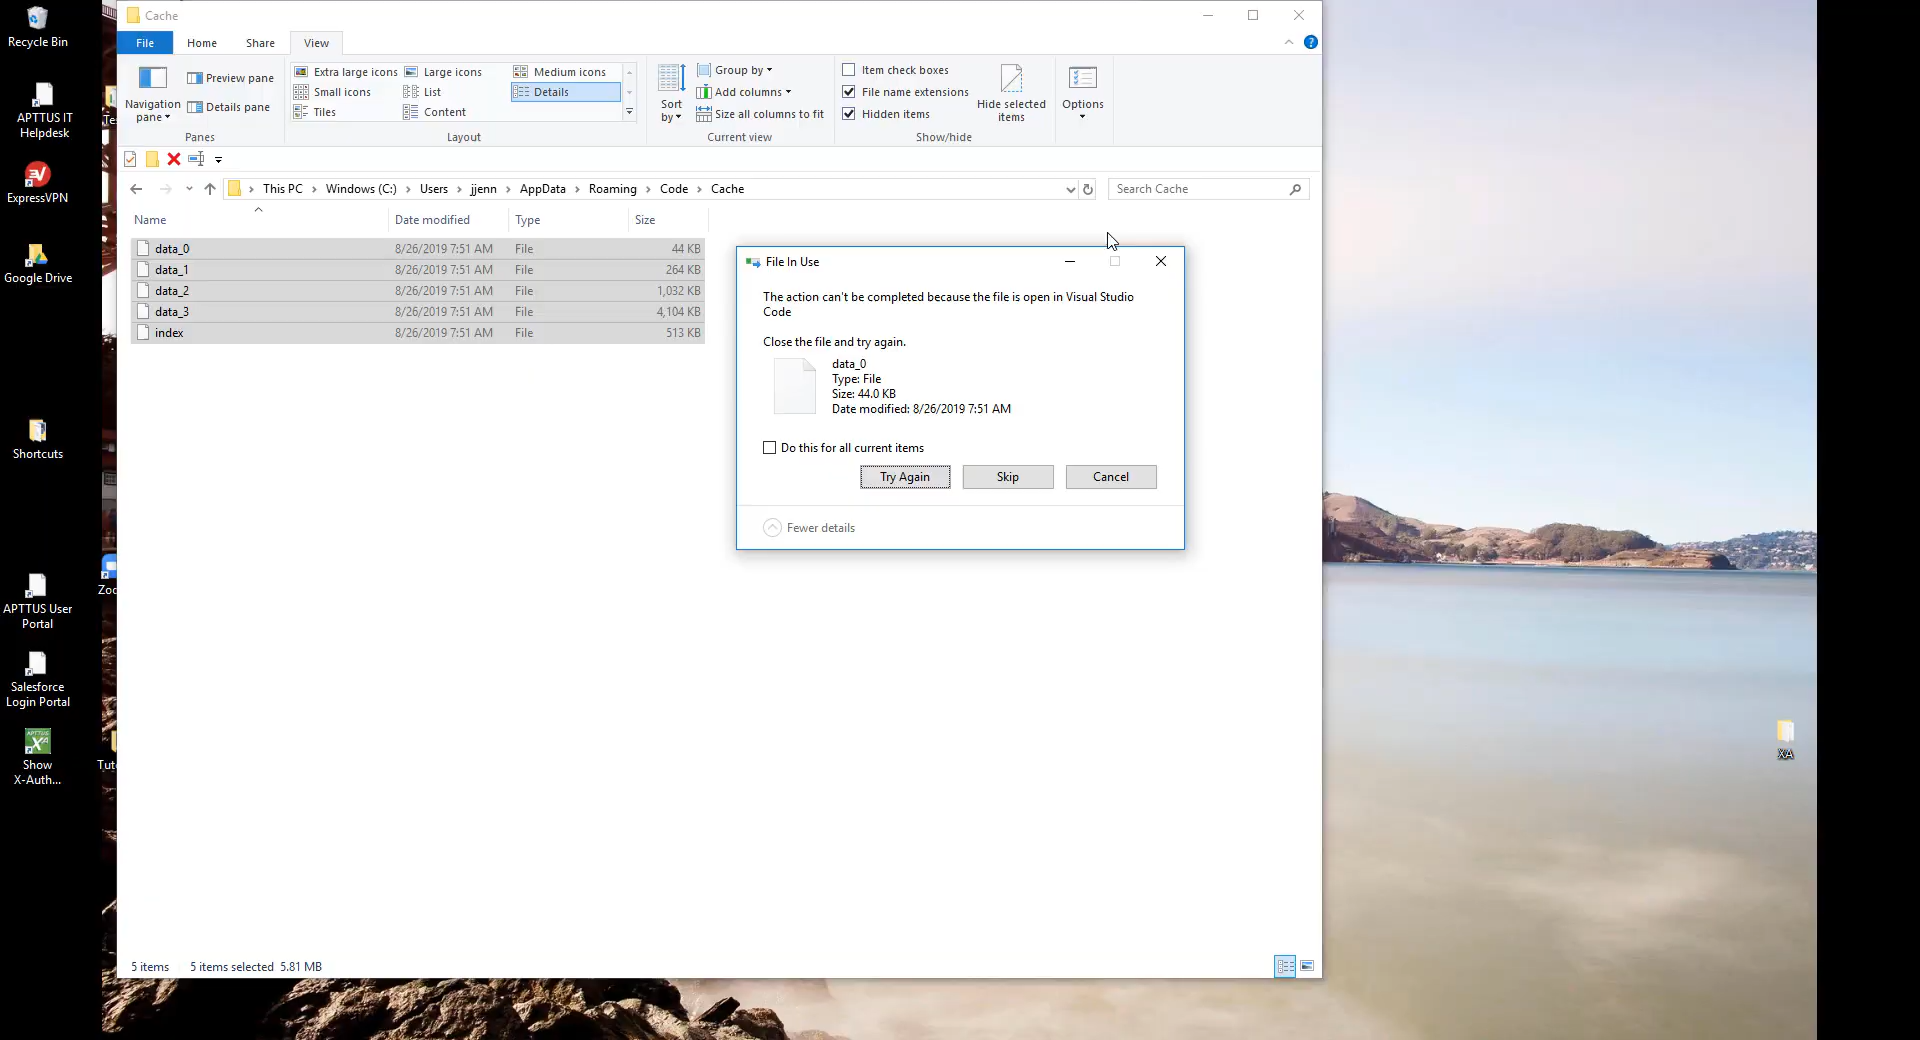 Recycle Bin
APTTUS IT
Helpdesk
ExpressVPN
Google Drive
Shortcuts
APTTUS User
Portal
Salesforce
Login Portal
APTTUS
Show
X-Auth...
Cache
File Home Share View
Navigation
pane
Preview pane
Details pane
Panes
Extra large icons Large icons Medium icons
Small icons List Details
Tiles Content
Layout
Sort
by
Group by
Add columns
Size all columns to fit
Current view
Item check boxes
File name extensions
Hidden items
Hide selected
items
Show/hide
Options
This PC > Windows (C:) > Users > jjenn > AppData > Roaming > Code > Cache
Search Cache
Name Date modified Type Size
data_0 8/26/2019 7:51 AM File 44 KB
data_1 8/26/2019 7:51 AM File 264 KB
data_2 8/26/2019 7:51 AM File 1,032 KB
data_3 8/26/2019 7:51 AM File 4,104 KB
index 8/26/2019 7:51 AM File 513 KB
File In Use
The action can't be completed because the file is open in Visual Studio
Code
Close the file and try again.
data_0
Type: File
Size: 44.0 KB
Date modified: 8/26/2019 7:51 AM
Do this for all current items
Try Again Skip Cancel
Fewer details
5 items 5 items selected 5.81 MB
XA